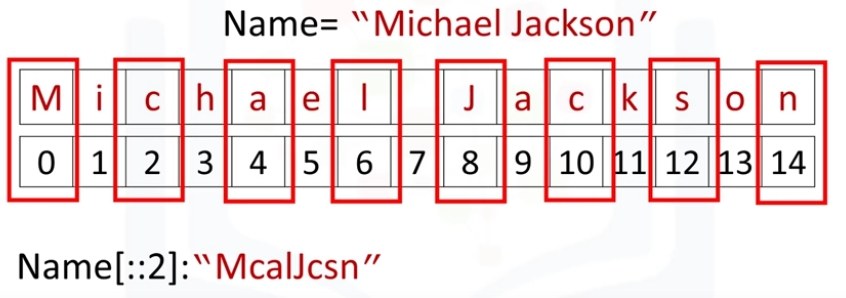 Name= “Michael Jackson”
M i c h a e l J a c k s o n
0 1 2 3 4 5 6 7 8 9 10 11 12 13 14
Name[::2]:“McalJcsn”